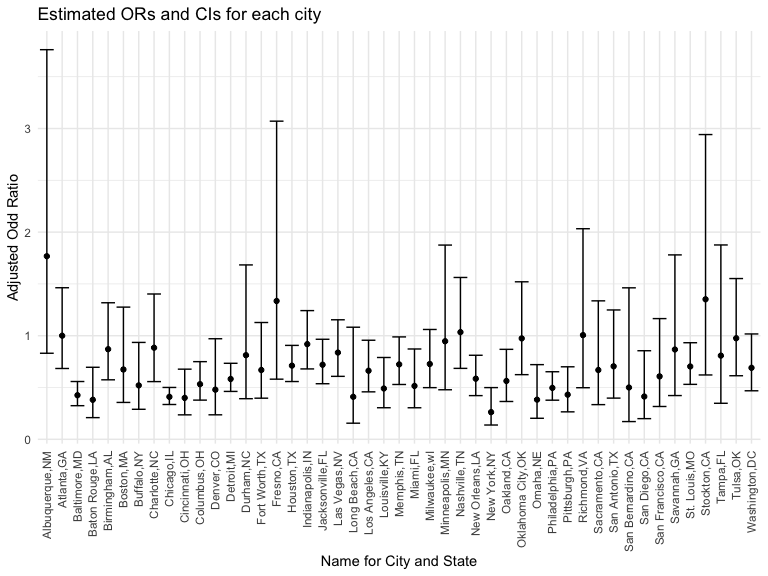 Estimated ORs and CIs for each city
Adjusted Odd Ratio
3
2
1
0
Albuquerque,NM
Atlanta,GA
Baltimore,MD
Baton Rouge,LA
Birmingham,AL
Boston,MA
Buffalo,NY
Charlotte,NC
Chicago,IL
Cincinnati,OH
Columbus,OH
Denver,CO
Detroit,MI
Durham,NC
Fort Worth,TX
Fresno,CA
Houston,TX
Indianapolis,IN
Jacksonville,FL
Las Vegas,NV
Long Beach,CA
Los Angeles,CA
Louisville,KY
Memphis,TN
Miami,FL
Milwaukee,wI
Minneapolis,MN
Nashville,TN
New Orleans,LA
New York,NY
Oakland,CA
Oklahoma City,OK
Omaha,NE
Philadelphia,PA
Pittsburgh,PA
Richmond,VA
Sacramento,CA
San Antonio,TX
San Bernardino,CA
San Diego,CA
San Francisco,CA
Savannah,GA
St. Louis,MO
Stockton,CA
Tampa,FL
Tulsa,OK
Washington,DC
Name for City and State